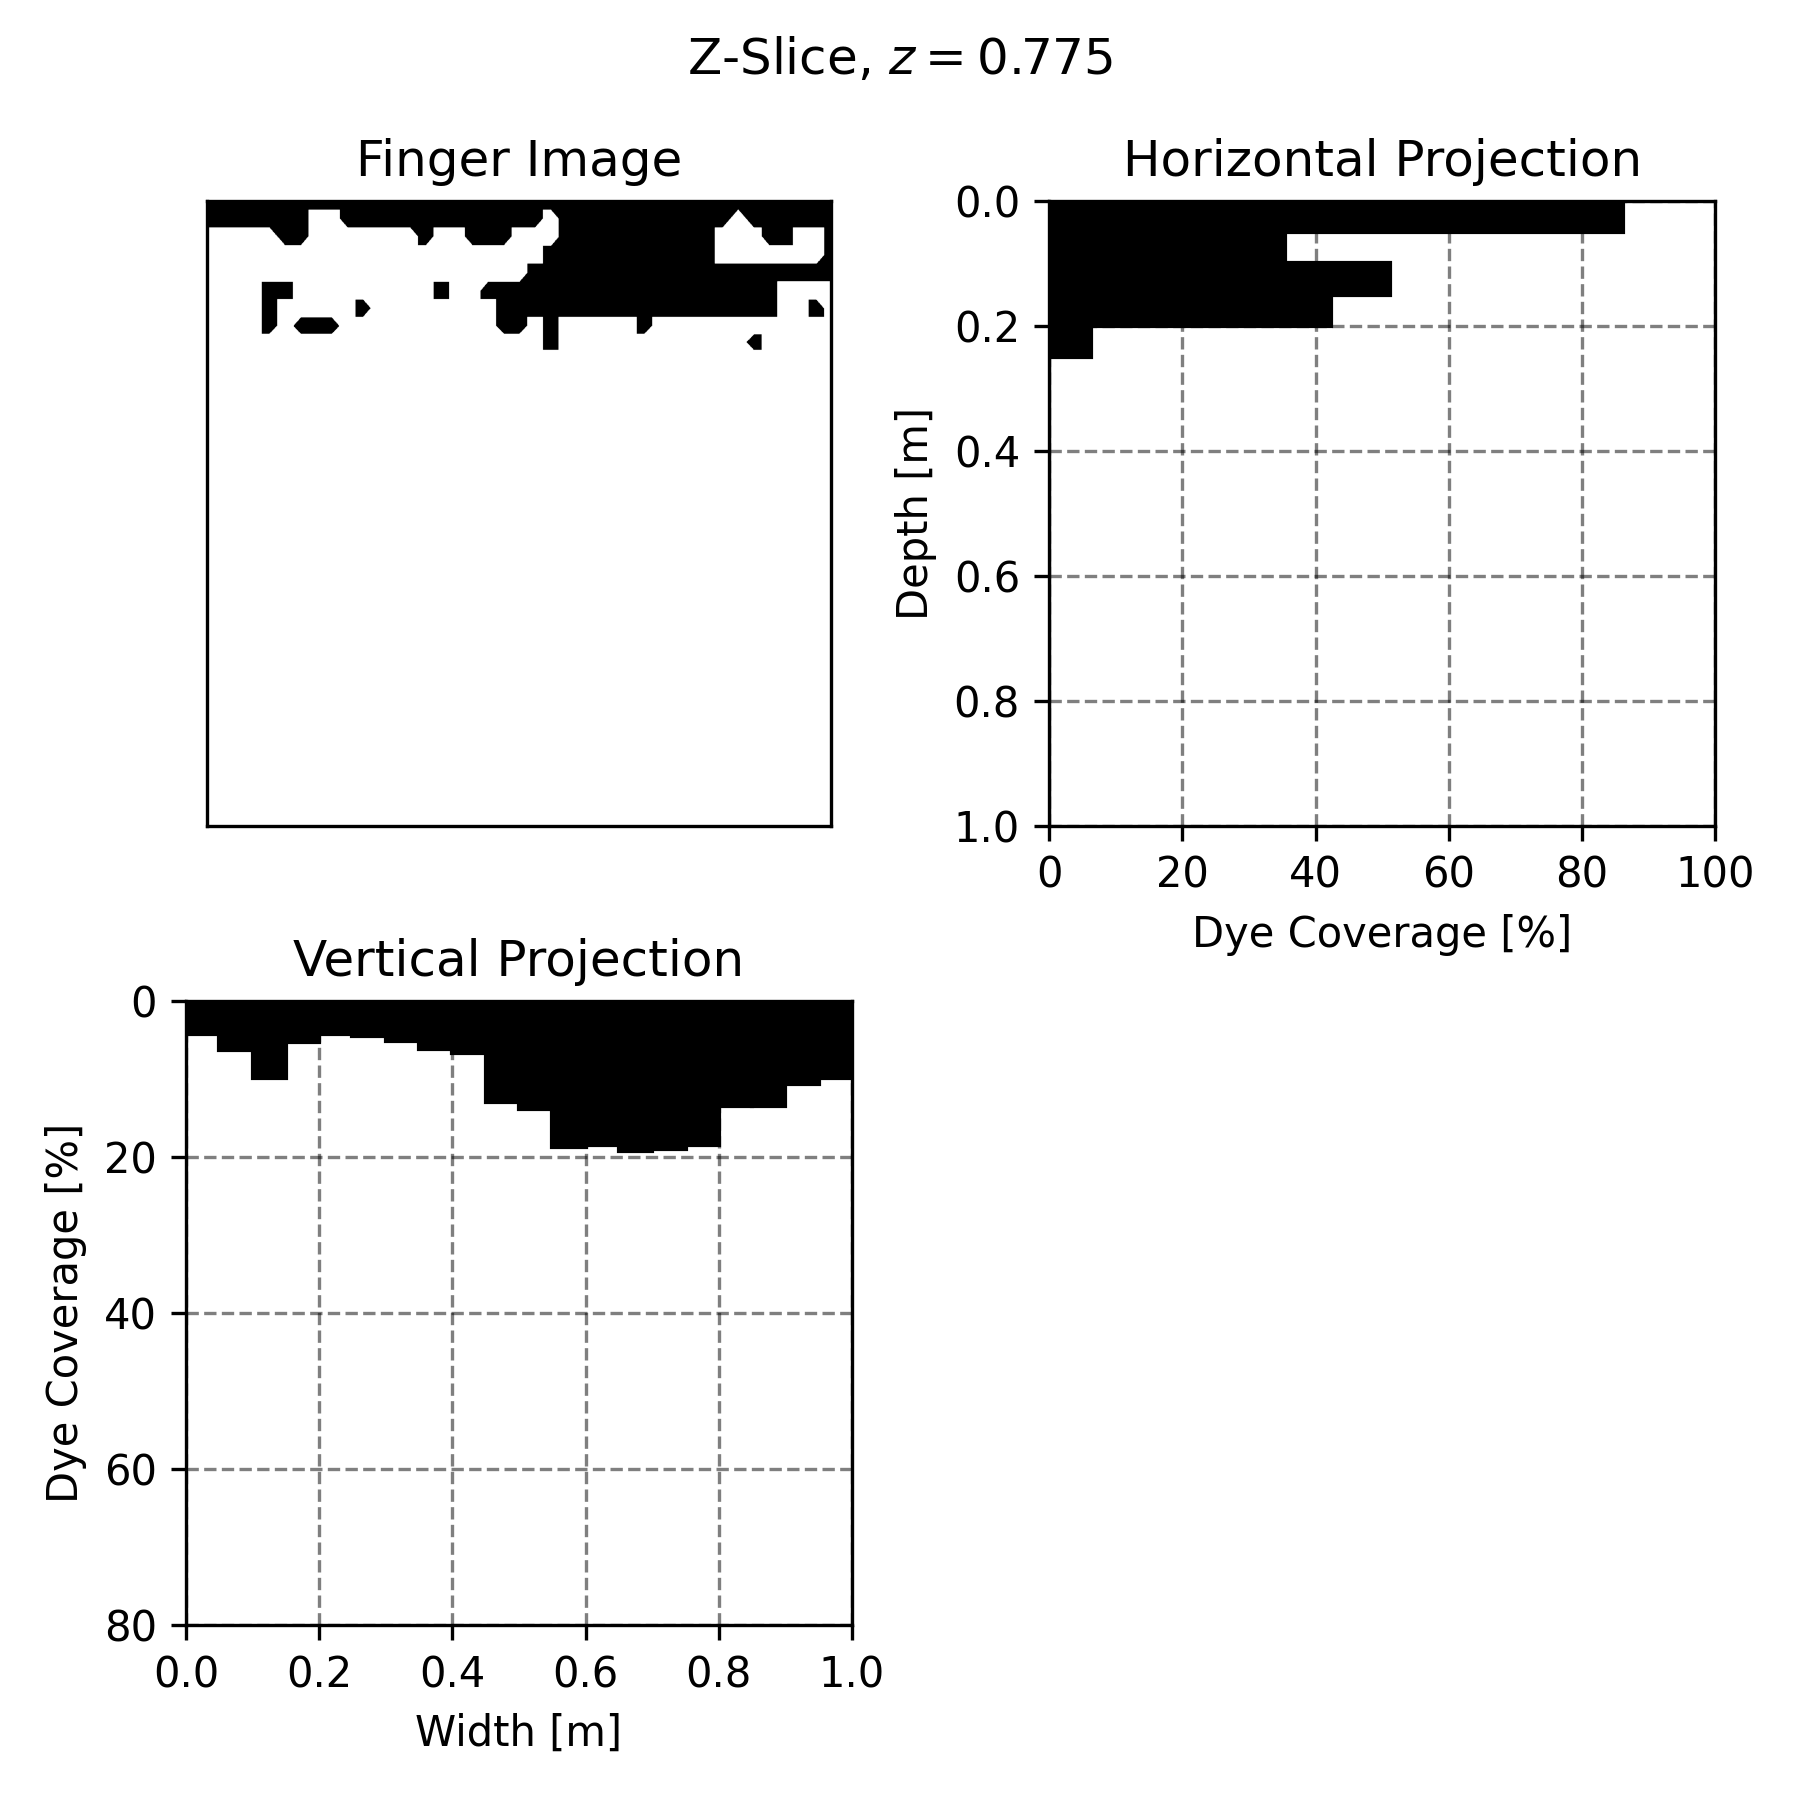 Z-Slice, z = 0.775
Finger Image
Horizontal Projection
0.0
0.2
0.4
0.6
0.8
1.0
Depth [m]
0 20 40 60 80 100
Dye Coverage [%]
Vertical Projection
0
20
40
60
80
Dye Coverage [%]
0.0 0.2 0.4 0.6 0.8 1.0
Width [m]